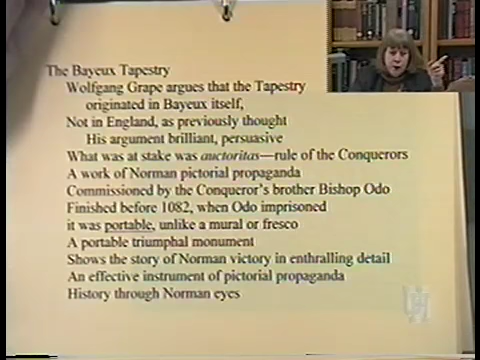 The Bayeux Tapestry
Wolfgang Grape argues that the Tapestry
originated in Bayeux itself,
Not in England, as previously thought
His argument brilliant, persuasive
What was at stake was auctoritas—rule of the Conquerors
A work of Norman pictorial propaganda
Commissioned by the Conqueror's brother Bishop Odo
Finished before 1082, when Odo imprisoned
it was portable, unlike a mural or fresco
A portable triumphal monument
Shows the story of Norman victory in enthralling detail
An effective instrument of pictorial propaganda
History through Norman eyes